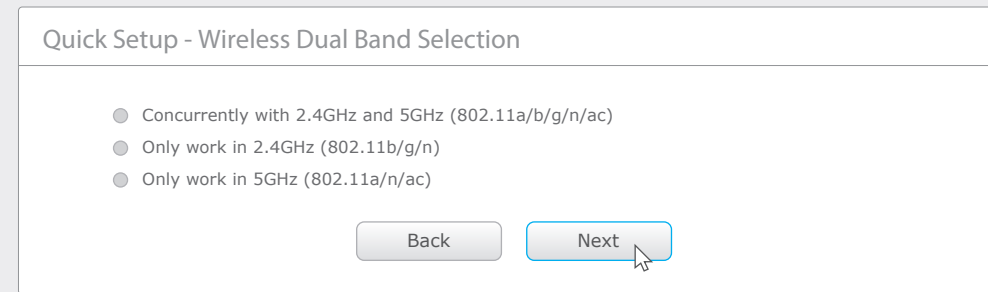 Quick Setup - Wireless Dual Band Selection
Concurrently with 2.4GHz and 5GHz (802.11a/b/g/n/ac)
Only work in 2.4GHz (802.11b/g/n)
Only work in 5GHz (802.11a/n/ac)
Back Next